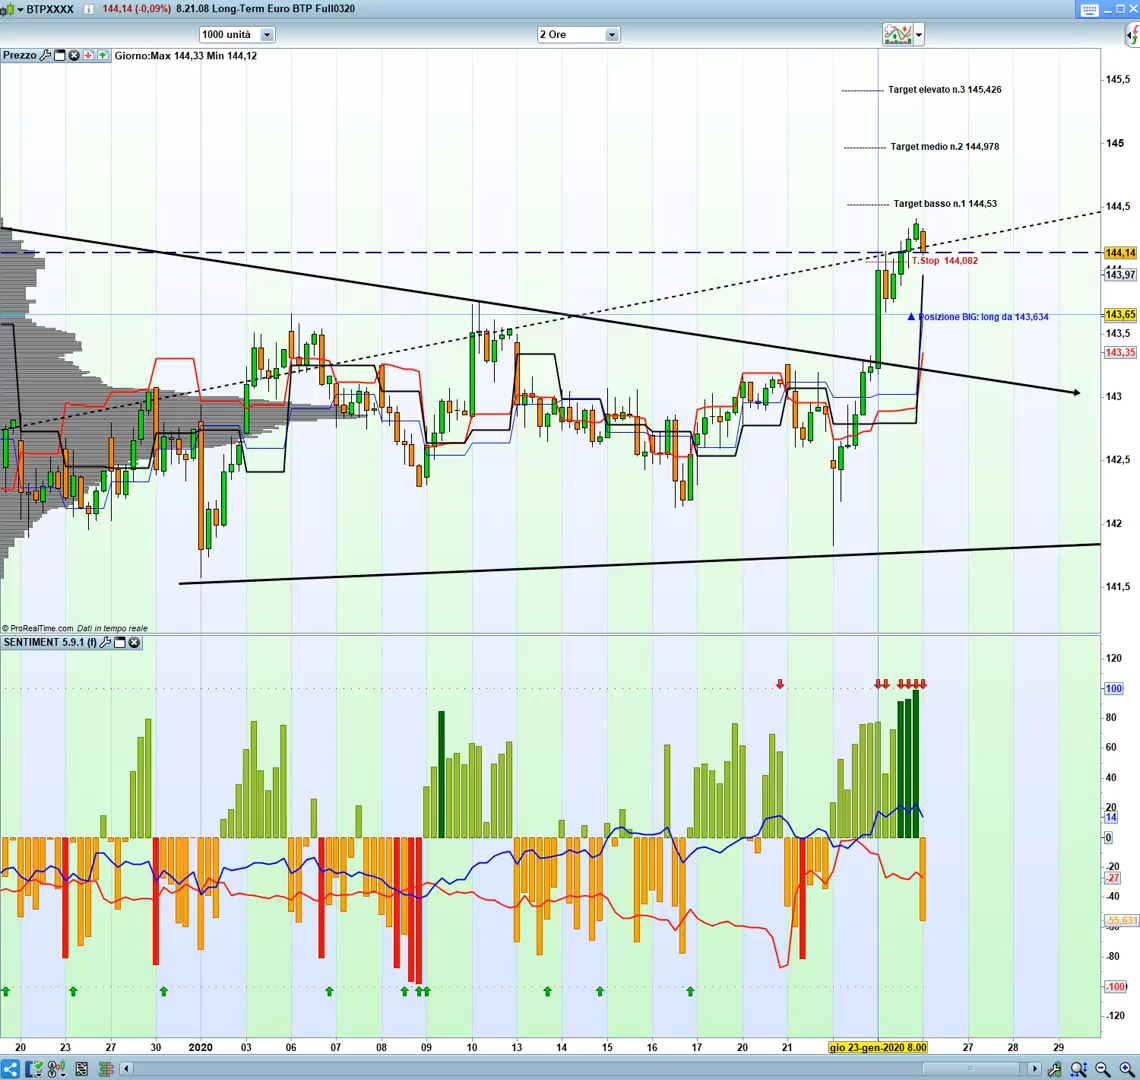 BTPXXXX 144,14 (-0,09%) 8.21.08 Long-Term Euro BTP Full0320
1000 unità 2 Ore
Prezzo Giorno:Max 144,33 Min 144,12
145,5
Target elevato n.3 145,426
145
Target medio n.2 144,978
144,5
Target basso n.1 144,53
144,14
T.Stop 144,082
143,97
143,65
Posizione BIG: long da 143,634
143,5
143,35
143
142,5
142
141,5
© ProRealTime.com Dati in tempo reale
SENTIMENT 5.9.1 (f)
120
100
80
60
40
20
14
0
-20
-27
-40
-55,631
-80
-100
-120
20 23 27 30 2020 03 06 07 08 09 10 13 14 15 16 17 20 21 gio 23-gen-2020 8.00 27 28 29